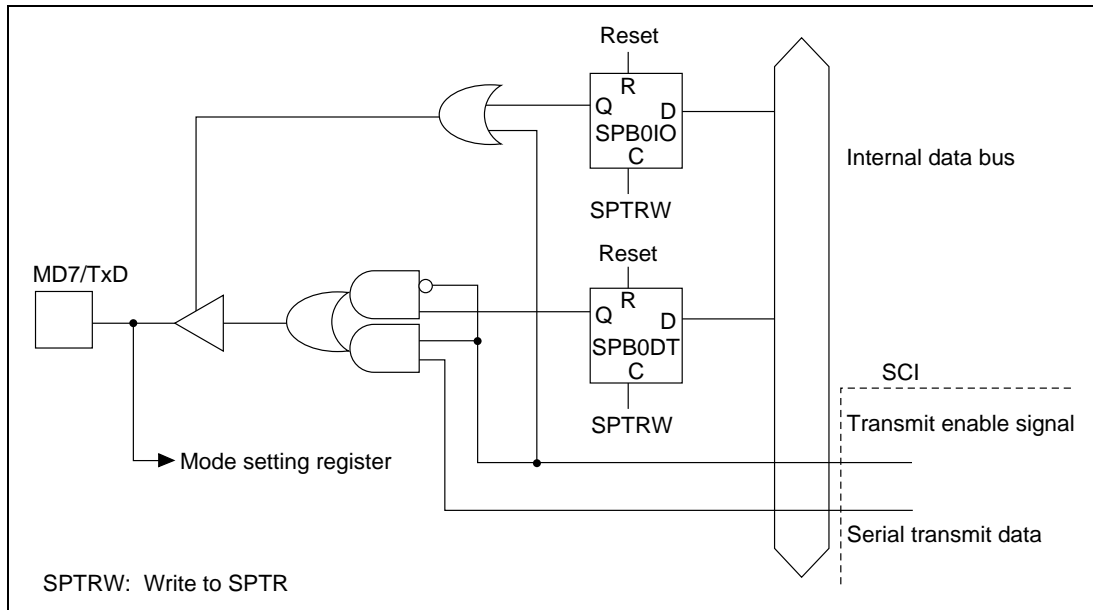 Reset
R
Q
D
SPB0IO
C
Internal data bus
SPTRW
Reset
MD7/TxD
R
Q
D
SPB0DT
C
SCI
SPTRW
Transmit enable signal
Mode setting register
Serial transmit data
SPTRW: Write to SPTR